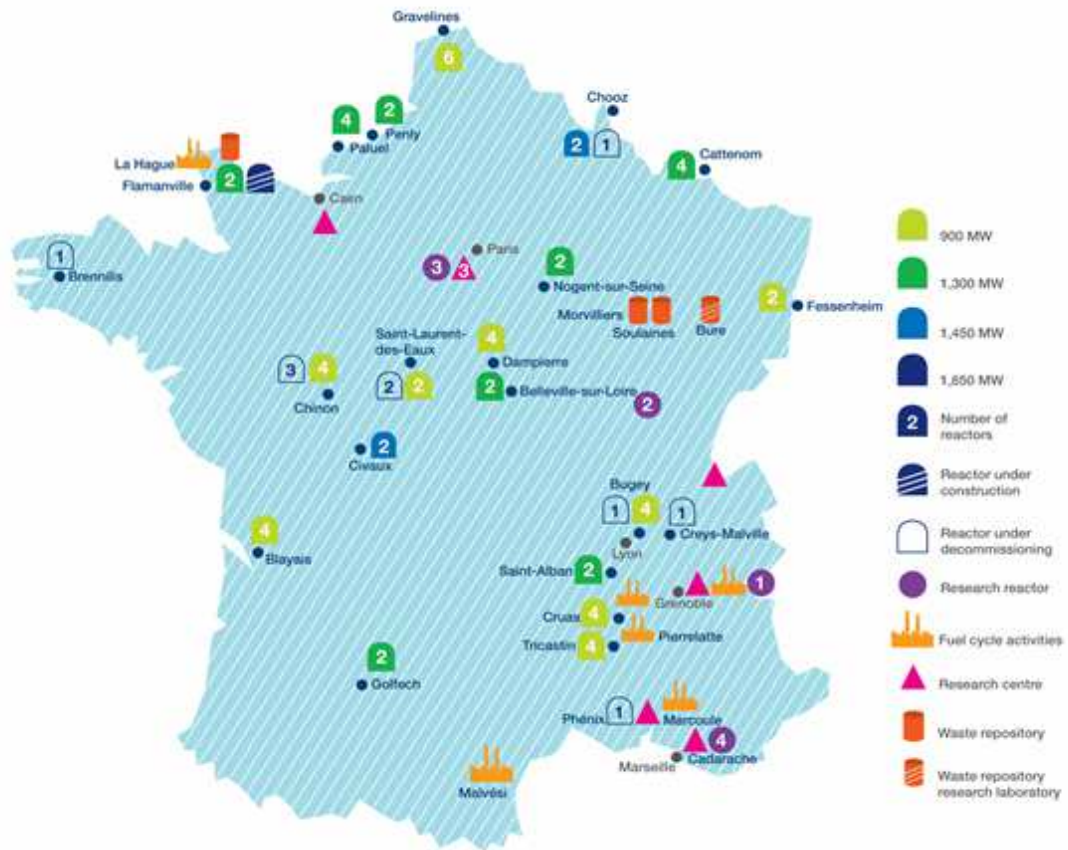 Gravelines
6
Chooz
2
1
4
2
Penly
Paluel
4
Cattenom
La Hague
Flamanville
2
Caen
1
Brennilis
Paris
3
3
2
Nogent-sur-Seine
Morvilliers
Soulaines
Bure
2
Fessenheim
Saint-Laurent-
des-Eaux
4
Dampierre
3
4
Chinon
2
2
2
Belleville-sur-Loire
2
2
Civaux
Bugey
1
4
1
Creys-Malville
Lyon
4
Blayais
Saint-Alban
2
Grenoble
1
Cruas
4
Pierrelatte
Tricastin
4
2
Golfech
Phénix
1
Marcoule
4
Marseille
Cadarache
Malvési
900 MW
1,300 MW
1,450 MW
1,650 MW
2
Number of
reactors
Reactor under
construction
Reactor under
decommissioning
Research reactor
Fuel cycle activities
Research centre
Waste repository
Waste repository
research laboratory